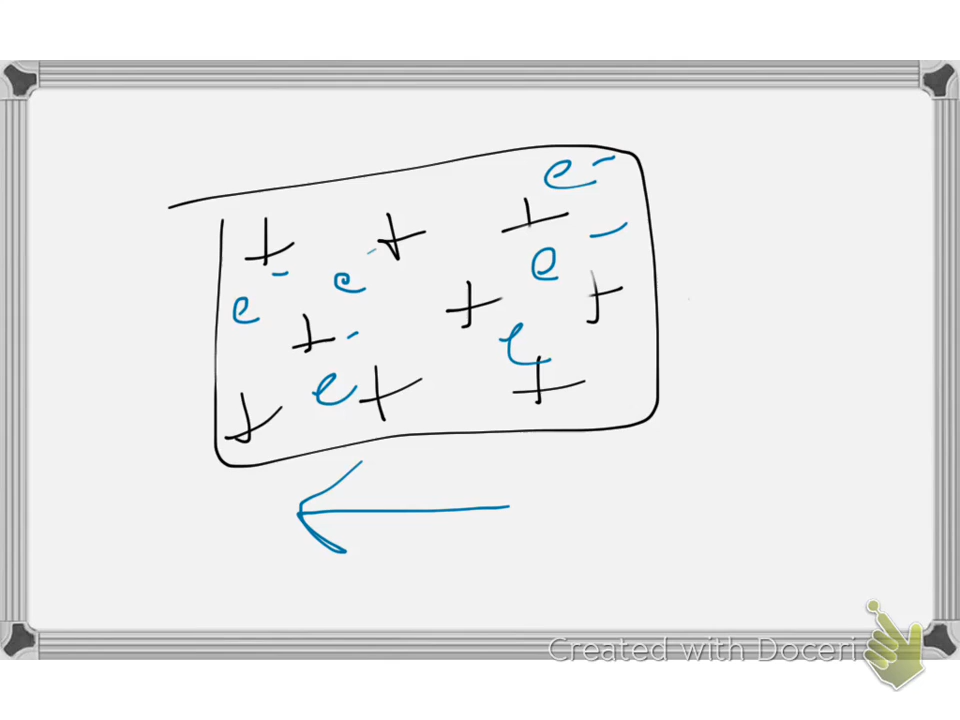 e-
+ + +
e- e- e-
+ + +
e- e
+ + +
Created with Doceri